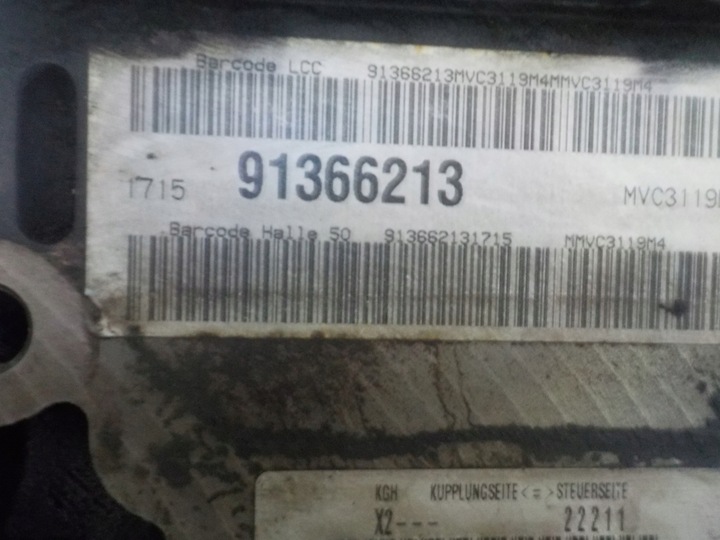 Barcode LCC 91366213MVC3119M4MMVC3119M4
1715 91366213 MVC3119
Barcode Halle 50 913662131715 MMVC3119M4
KGH KUPPLUNGSEITE < = > STEUERSEITE
X2--- 22211